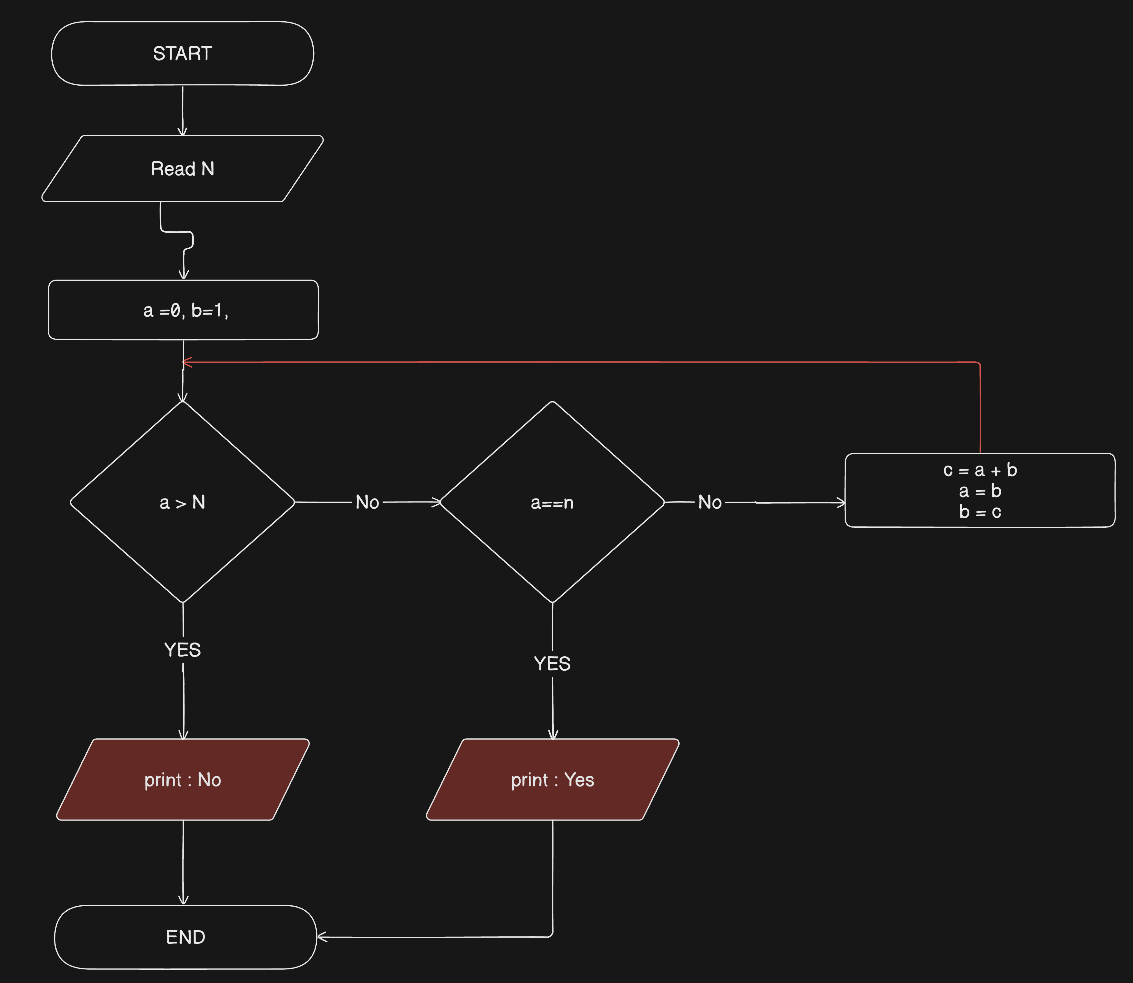 START
Read N
a =0, b=1,
a > N
No
a==n
No
c = a + b
a = b
b = c
YES
YES
print : No
print : Yes
END